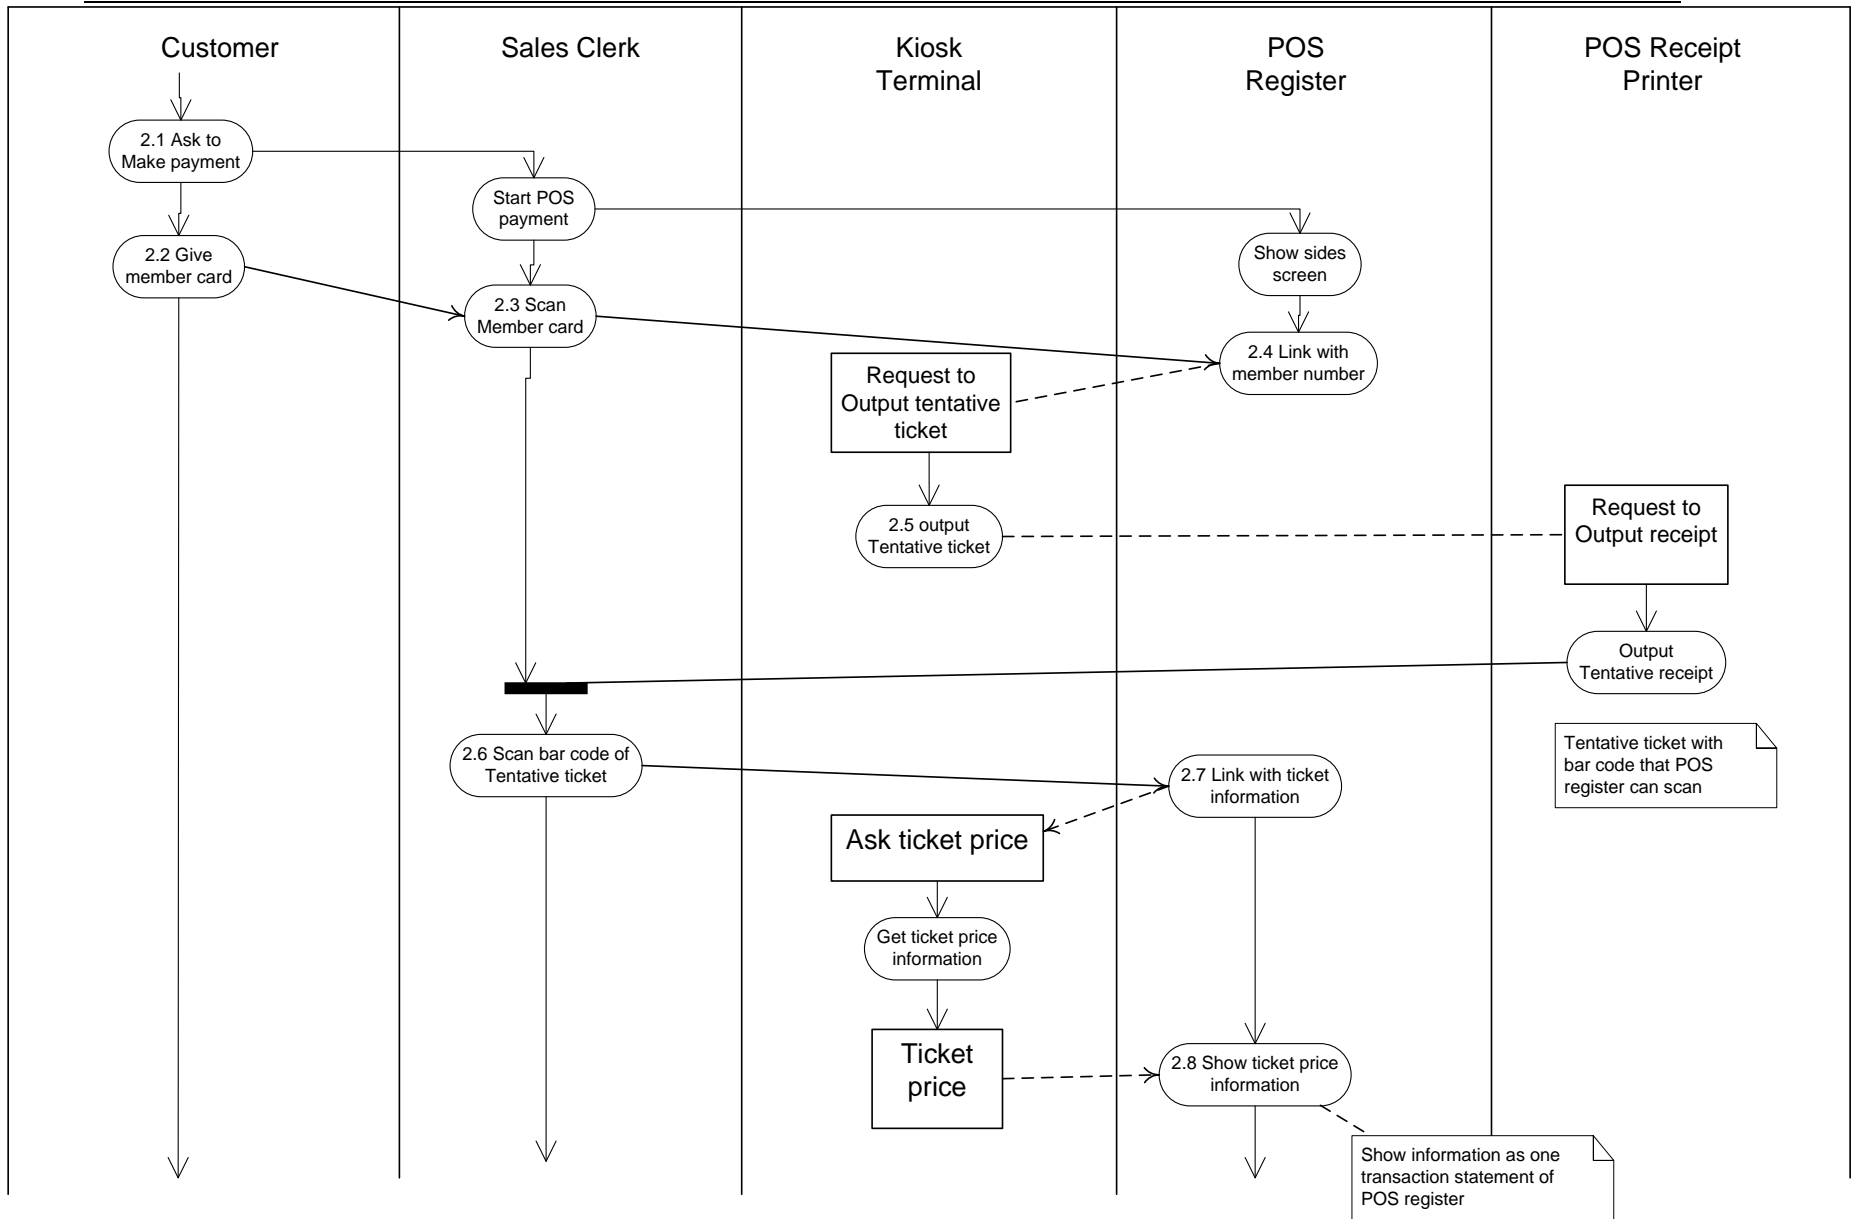 Customer
Sales Clerk
Kiosk
Terminal
POS
Register
POS Receipt
Printer
2.1 Ask to
Make payment
Start POS
payment
2.2 Give
member card
Show sides
screen
2.3 Scan
Member card
2.4 Link with
member number
Request to
Output tentative
ticket
2.5 output
Tentative ticket
Request to
Output receipt
Output
Tentative receipt
2.6 Scan bar code of
Tentative ticket
2.7 Link with ticket
information
Tentative ticket with
bar code that POS
register can scan
Ask ticket price
Get ticket price
information
Ticket
price
2.8 Show ticket price
information
Show information as one
transaction statement of
POS register